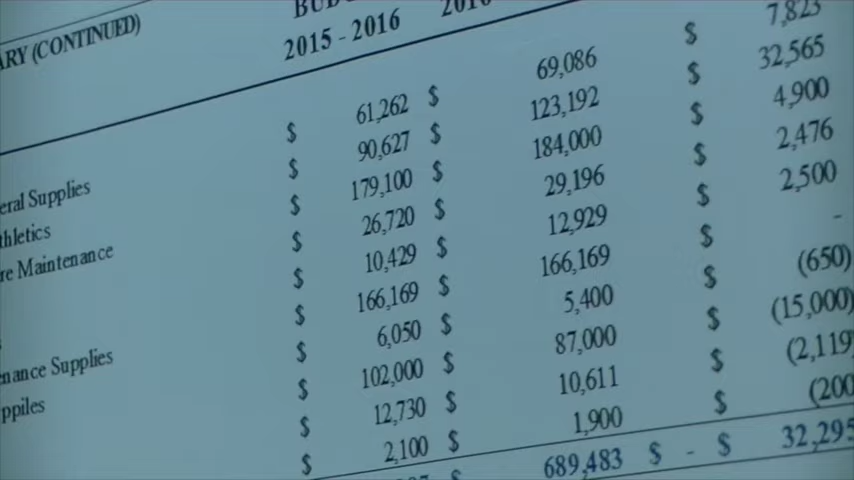 ARY (CONTINUED)
2015 - 2016
eral Supplies $ 61,262 $ 69,086 $ 7,823
thletics $ 90,627 $ 123,192 $ 32,565
re Maintenance $ 179,100 $ 184,000 $ 4,900
$ 26,720 $ 29,196 $ 2,476
$ 10,429 $ 12,929 $ 2,500
nance Supplies $ 166,169 $ 166,169 $ -
ppiles $ 6,050 $ 5,400 $ (650)
$ 102,000 $ 87,000 $ (15,000)
$ 12,730 $ 10,611 $ (2,119
$ 2,100 $ 1,900 $ (200
$ 689,483 $ - $ 32,295